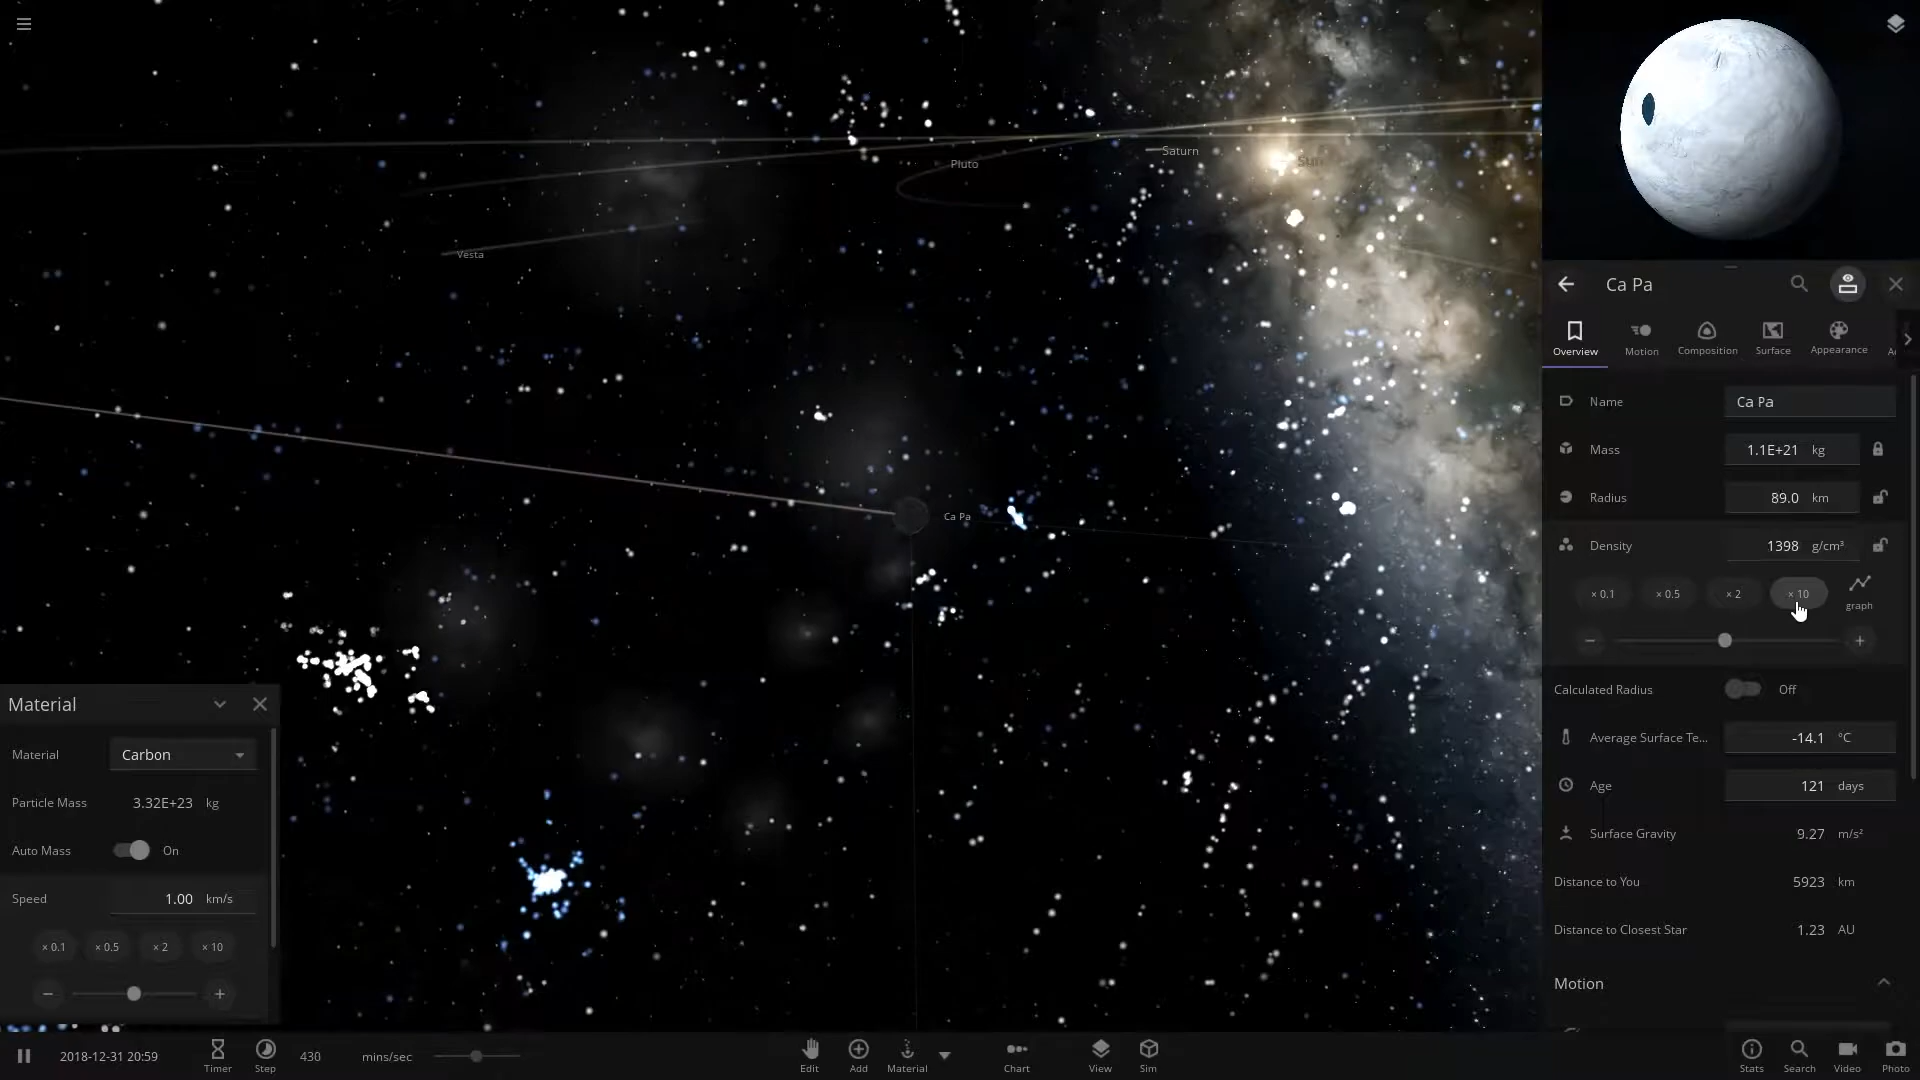 Pluto
Saturn
Sun
Vesta
Ca Pa
Ca Pa
Overview
Motion
Composition
Surface
Appearance
Name
Ca Pa
Mass
1.1E+21 kg
Radius
89.0 km
Density
1398 g/cm³
× 0.1
× 0.5
× 2
× 10
graph
Calculated Radius
Off
Average Surface Te...
-14.1 °C
Age
121 days
Surface Gravity
9.27 m/s²
Distance to You
5923 km
Distance to Closest Star
1.23 AU
Motion
Material
Material
Carbon
Particle Mass
3.32E+23 kg
Auto Mass
On
Speed
1.00 km/s
× 0.1
× 0.5
× 2
× 10
2018-12-31 20:59
Timer
Step
430 mins/sec
Edit
Add
Material
Chart
View
Sim
Stats
Search
Video
Photo